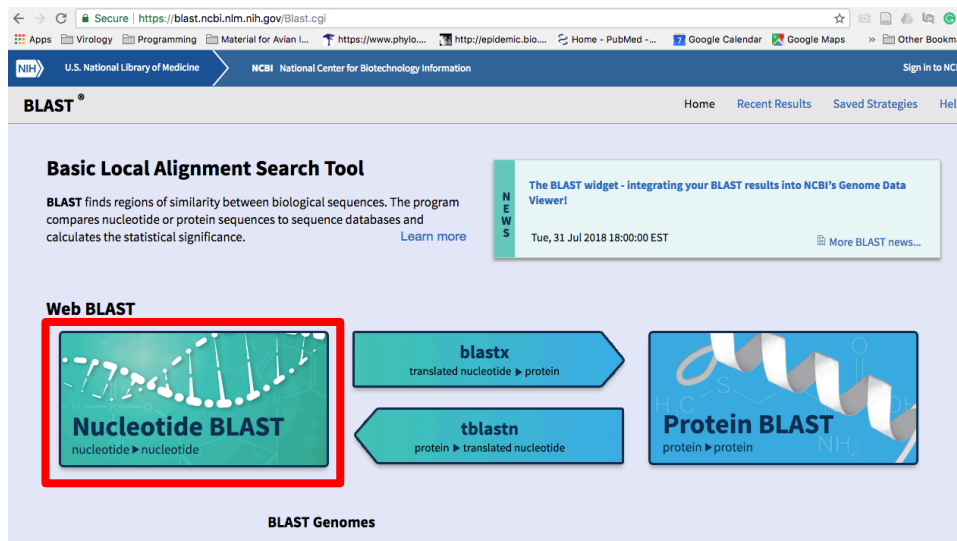 Secure | https://blast.ncbi.nlm.nih.gov/Blast.cgi
Apps Virology Programming Material for Avian I... https://www.phylo.... http://epidemic.bio.... Home - PubMed -... 7 Google Calendar Google Maps » Other Bookma
NIH U.S. National Library of Medicine NCBI National Center for Biotechnology Information Sign in to NC
BLAST ® Home Recent Results Saved Strategies Hel
Basic Local Alignment Search Tool
BLAST finds regions of similarity between biological sequences. The program
compares nucleotide or protein sequences to sequence databases and
calculates the statistical significance. Learn more
NEWS
The BLAST widget - integrating your BLAST results into NCBI's Genome Data
Viewer!
Tue, 31 Jul 2018 18:00:00 EST
More BLAST news...
Web BLAST
Nucleotide BLAST
nucleotide ▶ nucleotide
blastx
translated nucleotide ▶ protein
tblastn
protein ▶ translated nucleotide
Protein BLAST
protein ▶ protein
BLAST Genomes